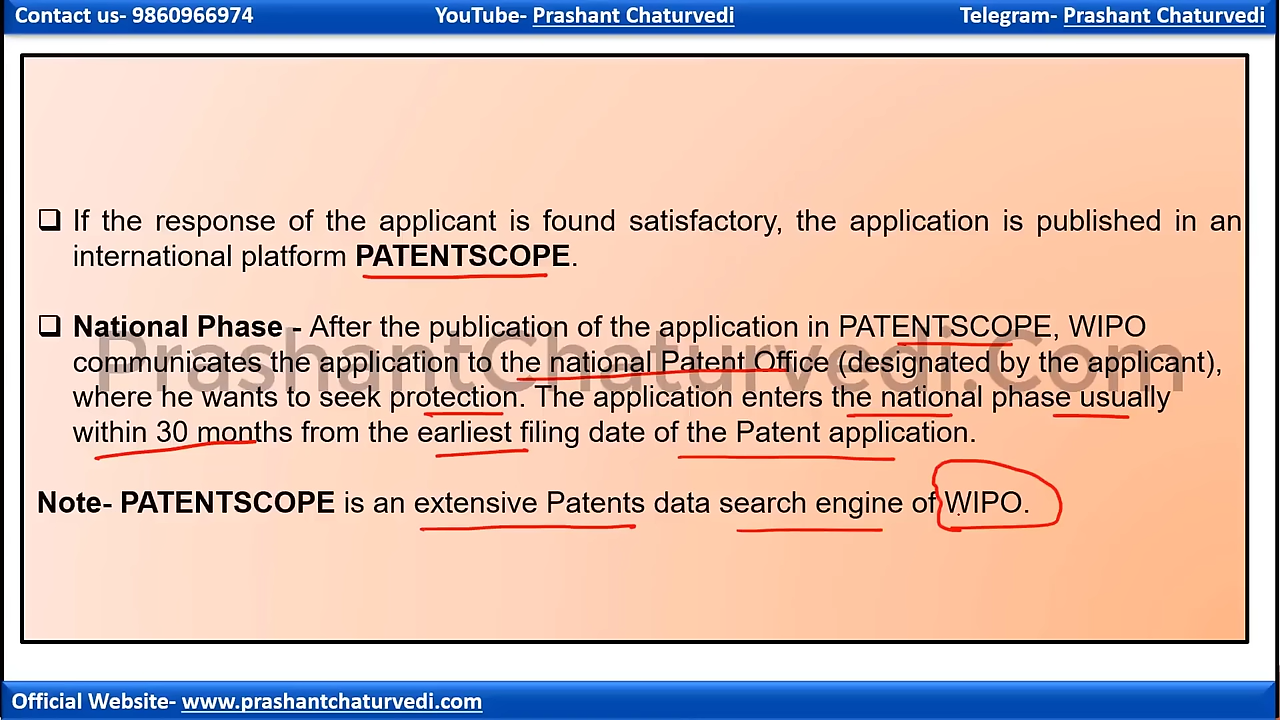 Contact us- 9860966974 YouTube- Prashant Chaturvedi Telegram- Prashant Chaturvedi
If the response of the applicant is found satisfactory, the application is published in an
international platform PATENTSCOPE.
National Phase - After the publication of the application in PATENTSCOPE, WIPO
communicates the application to the national Patent Office (designated by the applicant),
where he wants to seek protection. The application enters the national phase usually
within 30 months from the earliest filing date of the Patent application.
PrashantChaturvedi.Com
Note- PATENTSCOPE is an extensive Patents data search engine of WIPO.
Official Website- www.prashantchaturvedi.com